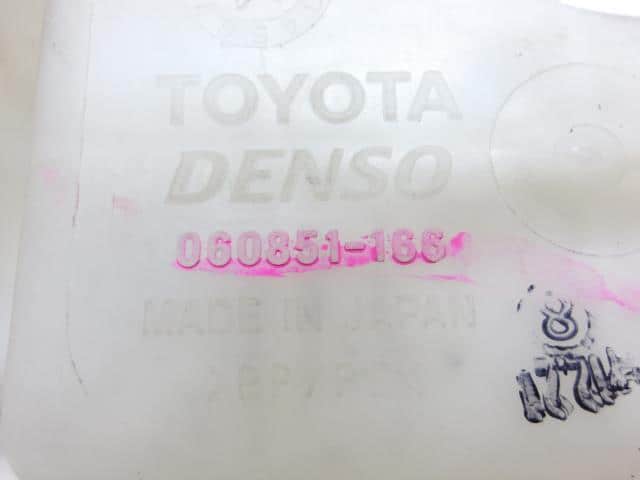 TOYOTA
DENSO
060851-166
MADE IN JAPAN